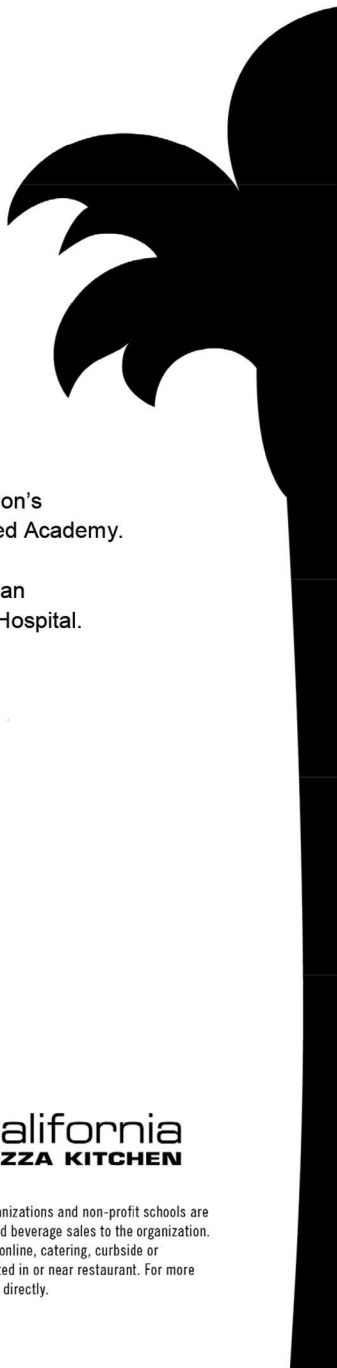 on's
ed Academy.
an
Hospital.
alifornia
ZZA KITCHEN
anizations and non-profit schools are
d beverage sales to the organization.
online, catering, curbside or
ted in or near restaurant. For more
directly.